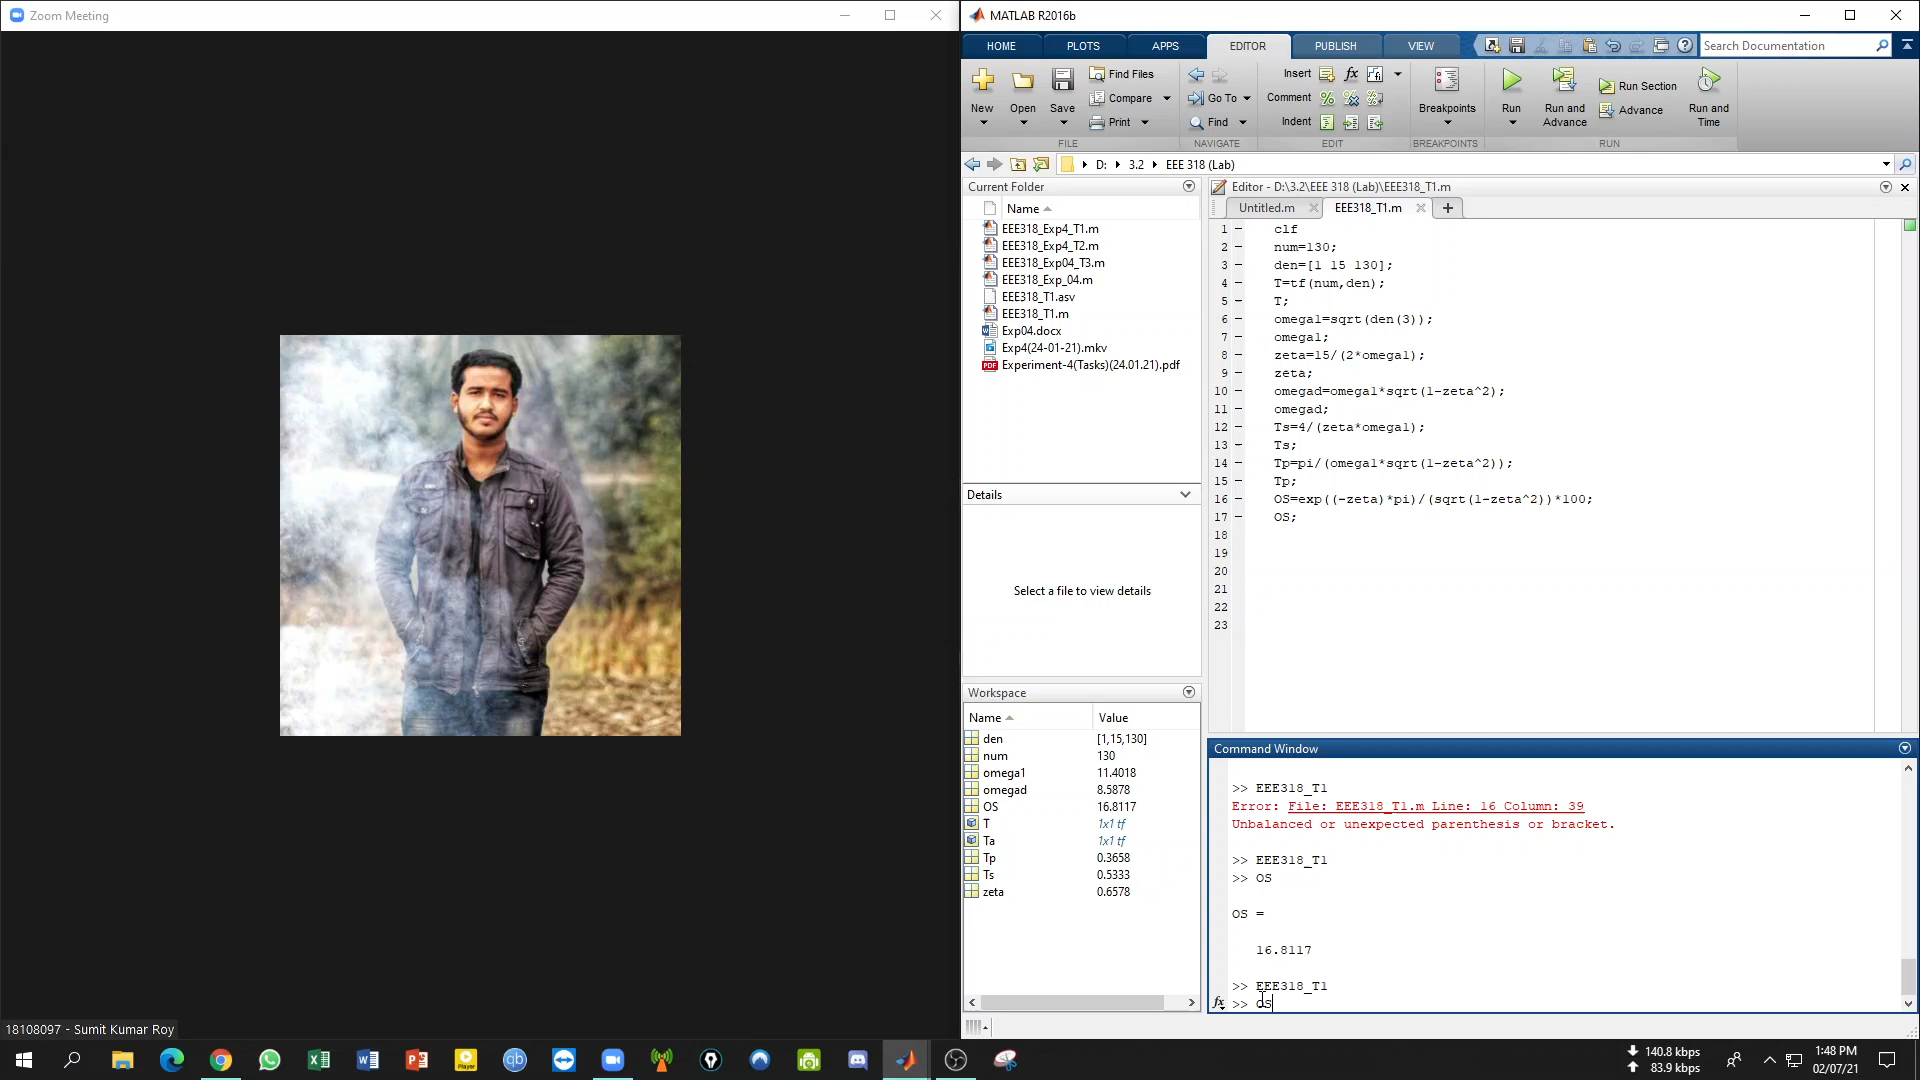 Zoom Meeting
18108097 - Sumit Kumar Roy
MATLAB R2016b
HOME PLOTS APPS EDITOR PUBLISH VIEW Search Documentation
New Open Save Find Files Compare Print
FILE
Go To Find
NAVIGATE
Insert fx
Comment
Indent
EDIT
Breakpoints
BREAKPOINTS
Run Run and Advance Run Section Advance Run and Time
RUN
D: 3.2 EEE 318 (Lab)
Current Folder
Name
EEE318_Exp4_T1.m
EEE318_Exp4_T2.m
EEE318_Exp04_T3.m
EEE318_Exp_04.m
EEE318_T1.asv
EEE318_T1.m
Exp04.docx
Exp4(24-01-21).mkv
Experiment-4(Tasks)(24.01.21).pdf
Details
Select a file to view details
Workspace
Name Value
den [1,15,130]
num 130
omega1 11.4018
omegad 8.5878
OS 16.8117
T 1x1 tf
Ta 1x1 tf
Tp 0.3658
Ts 0.5333
zeta 0.6578
Editor - D:\3.2\EEE 318 (Lab)\EEE318_T1.m
Untitled.m EEE318_T1.m
1 clf
2 num=130;
3 den=[1 15 130];
4 T=tf(num,den);
5 T;
6 omega1=sqrt(den(3));
7 omega1;
8 zeta=15/(2*omega1);
9 zeta;
10 omegad=omega1*sqrt(1-zeta^2);
11 omegad;
12 Ts=4/(zeta*omega1);
13 Ts;
14 Tp=pi/(omega1*sqrt(1-zeta^2));
15 Tp;
16 OS=exp((-zeta)*pi)/(sqrt(1-zeta^2))*100;
17 OS;
18
19
20
21
22
23
Command Window
>> EEE318_T1
Error: File: EEE318_T1.m Line: 16 Column: 39
Unbalanced or unexpected parenthesis or bracket.
>> EEE318_T1
>> OS
OS =
16.8117
>> EEE318_T1
fx >> OS
140.8 kbps
83.9 kbps
1:48 PM
02/07/21